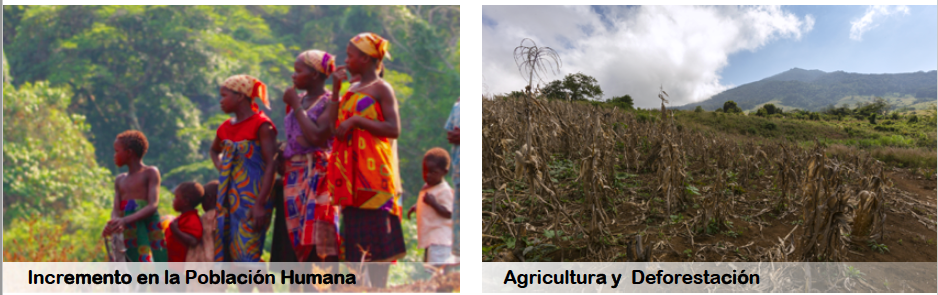 Incremento en la Población Humana
Agricultura y Deforestación